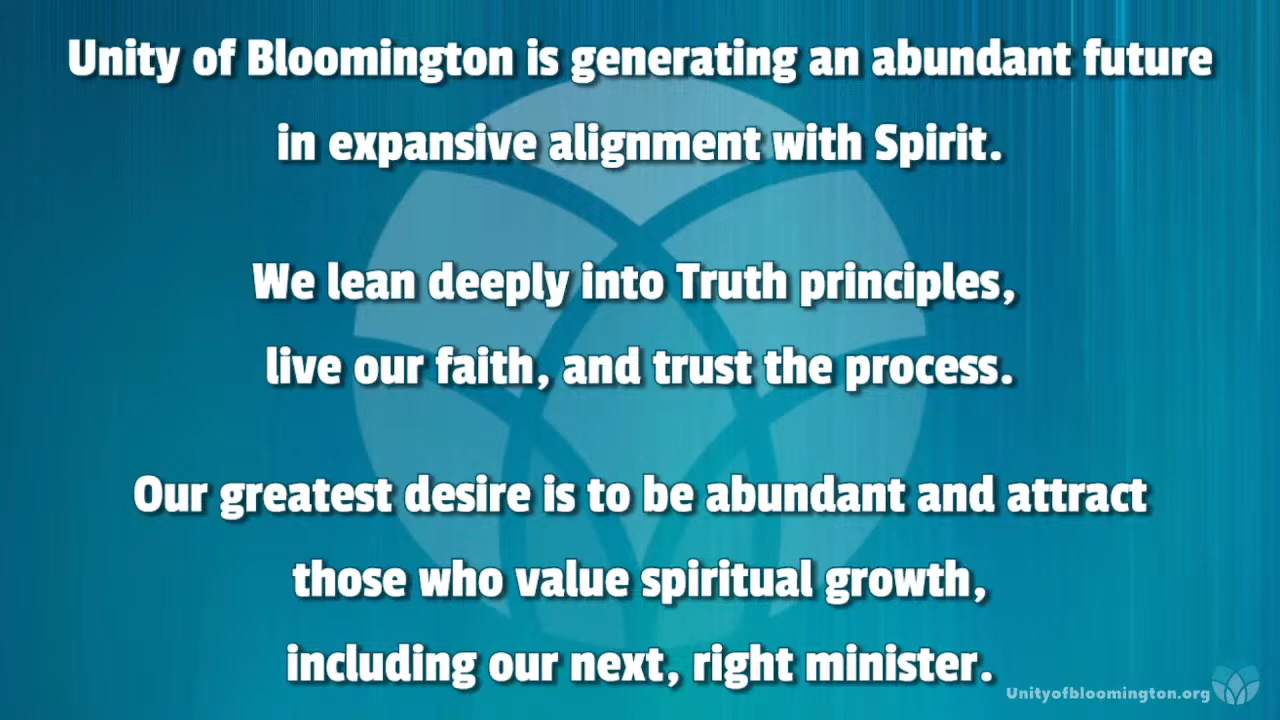 Unity of Bloomington is generating an abundant future
in expansive alignment with Spirit.
We lean deeply into Truth principles,
live our faith, and trust the process.
Our greatest desire is to be abundant and attract
those who value spiritual growth,
including our next, right minister.
Unityofbloomington.org